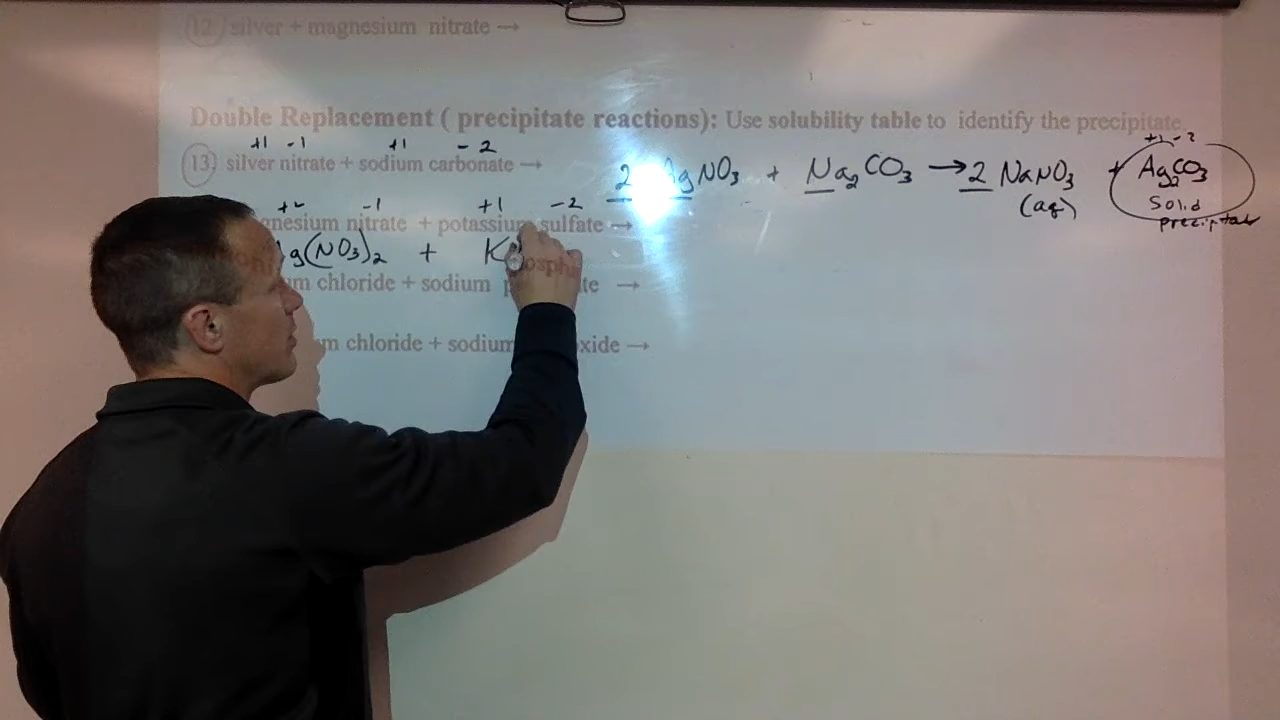 (12) silver + magnesium nitrate →
Double Replacement ( precipitate reactions): Use solubility table to identify the precipitate
+1 -1 +1 -2
(13) silver nitrate + sodium carbonate → 2 AgNO3 + Na2CO3 → 2 NaNO3 + Ag2CO3
+1 -2
(aq) Solid
precipitate
+2 -1 +1 -2
gnesium nitrate + potassium sulfate →
g(NO3)2 + K
m chloride + sodium →
m chloride + sodium oxide →